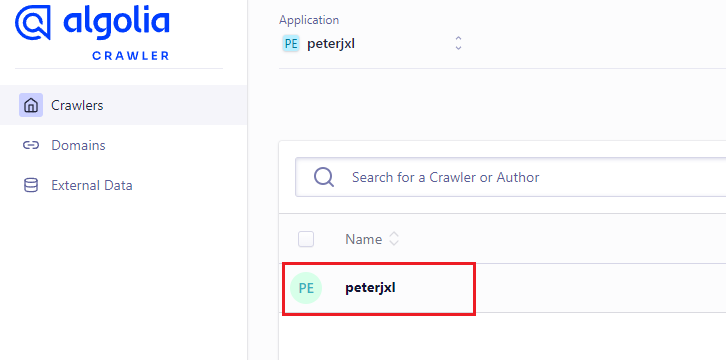 algolia
CRAWLER
Crawlers
Domains
External Data
Application
PE peterjxl
Search for a Crawler or Author
Name
PE peterjxl